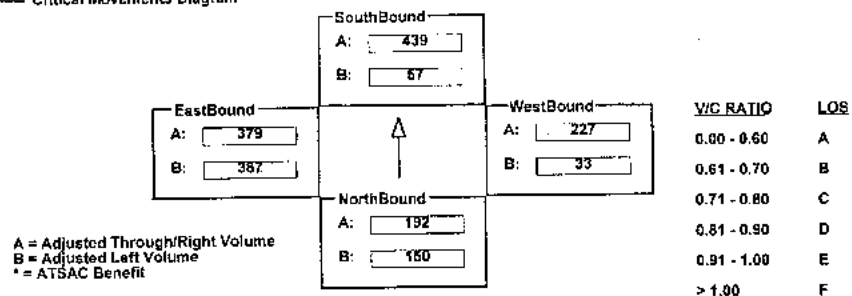 Critical Movements Diagram
SouthBound
A: 439
B: 67
EastBound
A: 379
B: 387
WestBound
A: 227
B: 33
NorthBound
A: 192
B: 150
A = Adjusted Through/Right Volume
B = Adjusted Left Volume
* = ATSAC Benefit
V/C RATIO LOS
0.00 - 0.60 A
0.61 - 0.70 B
0.71 - 0.80 C
0.81 - 0.90 D
0.91 - 1.00 E
> 1.00 F